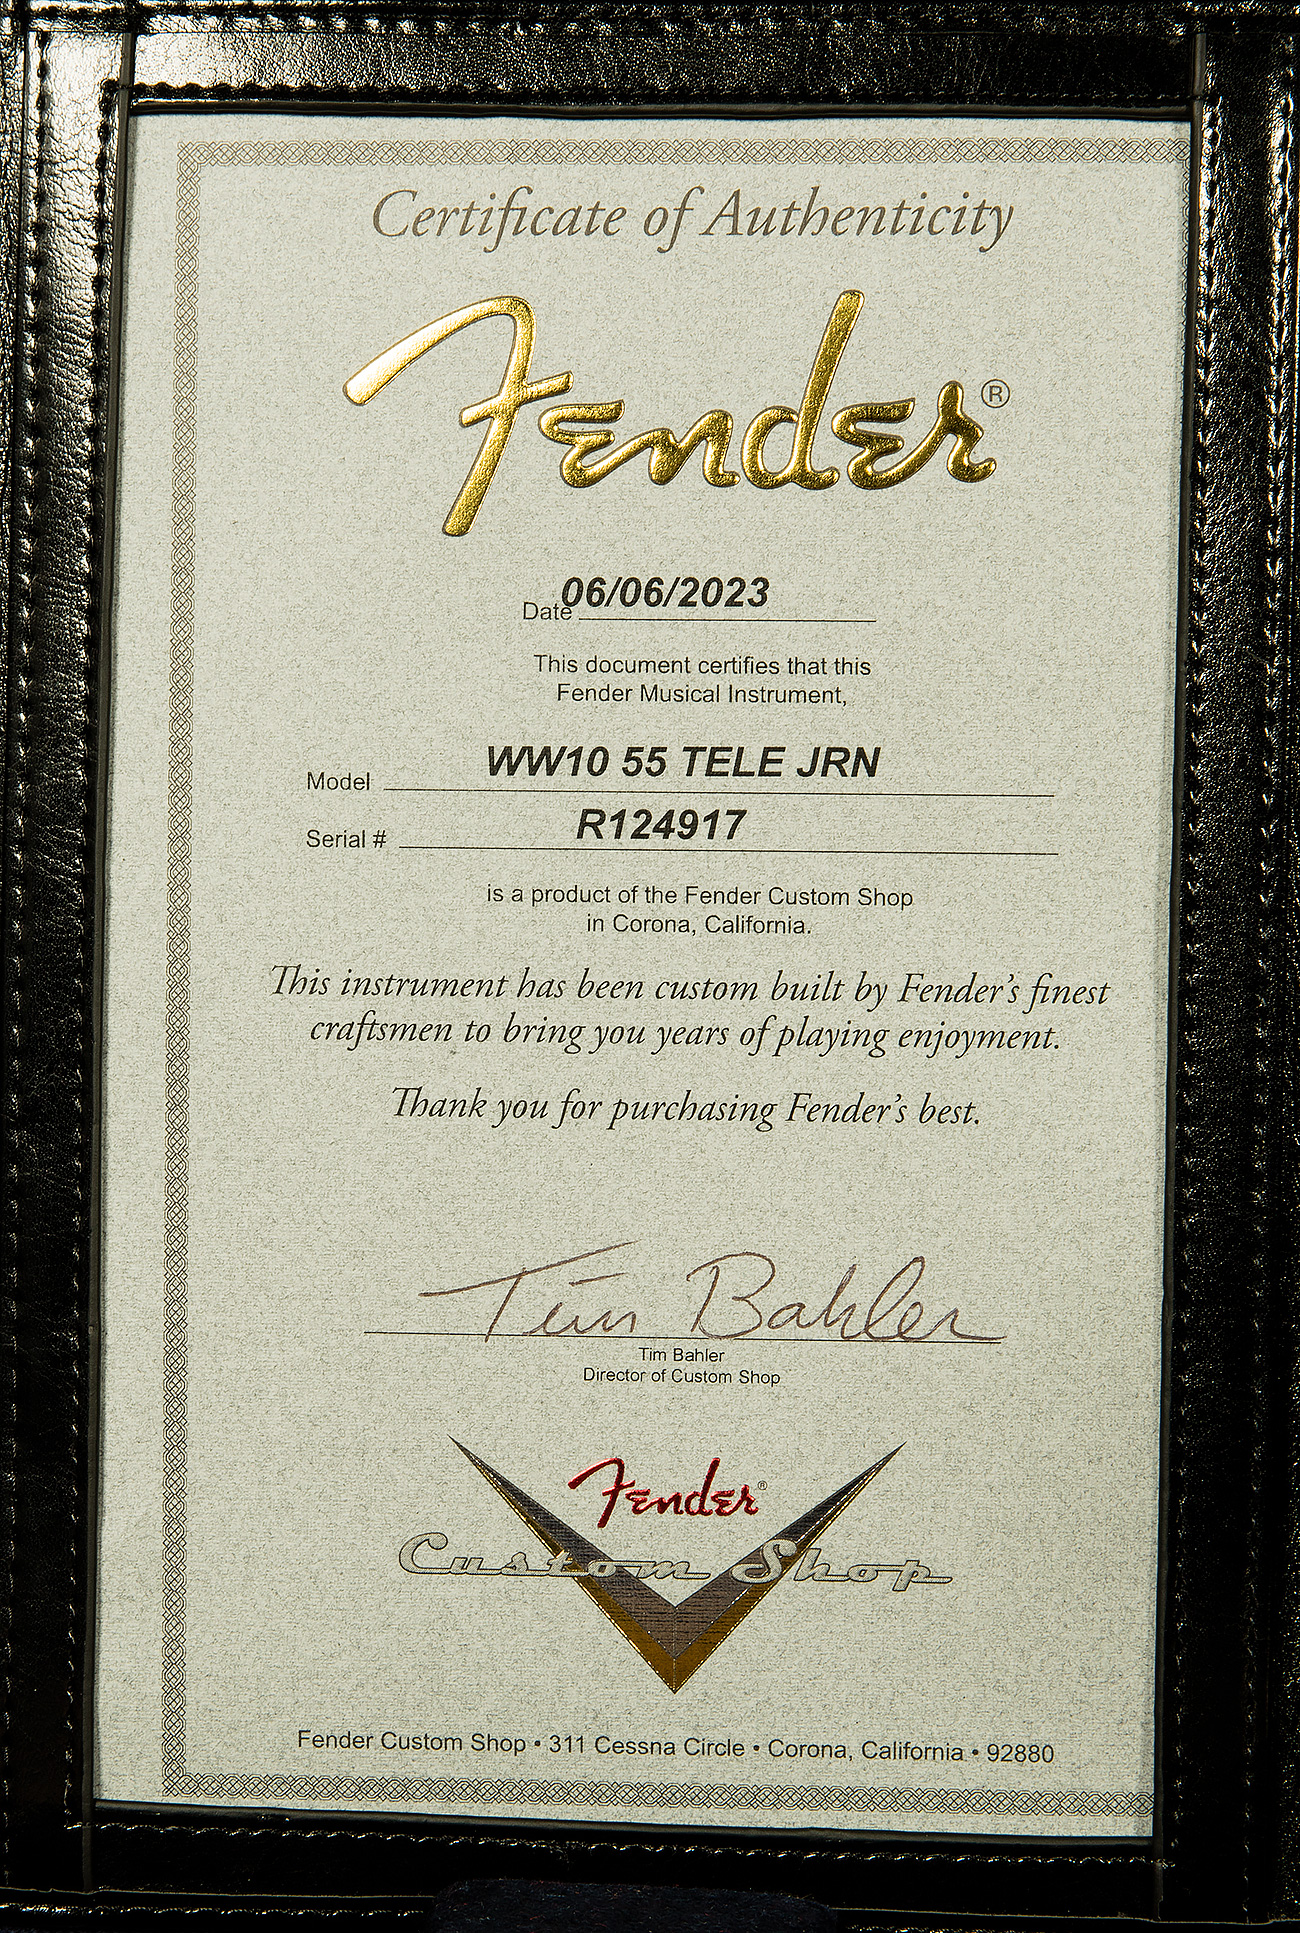 Certificate of Authenticity
Fender®
Date 06/06/2023
This document certifies that this
Fender Musical Instrument,
Model WW10 55 TELE JRN
Serial # R124917
is a product of the Fender Custom Shop
in Corona, California.
This instrument has been custom built by Fender's finest
craftsmen to bring you years of playing enjoyment.
Thank you for purchasing Fender's best.
Tim Bahler
Tim Bahler
Director of Custom Shop
Fender®
Custom Shop
Fender Custom Shop • 311 Cessna Circle • Corona, California • 92880